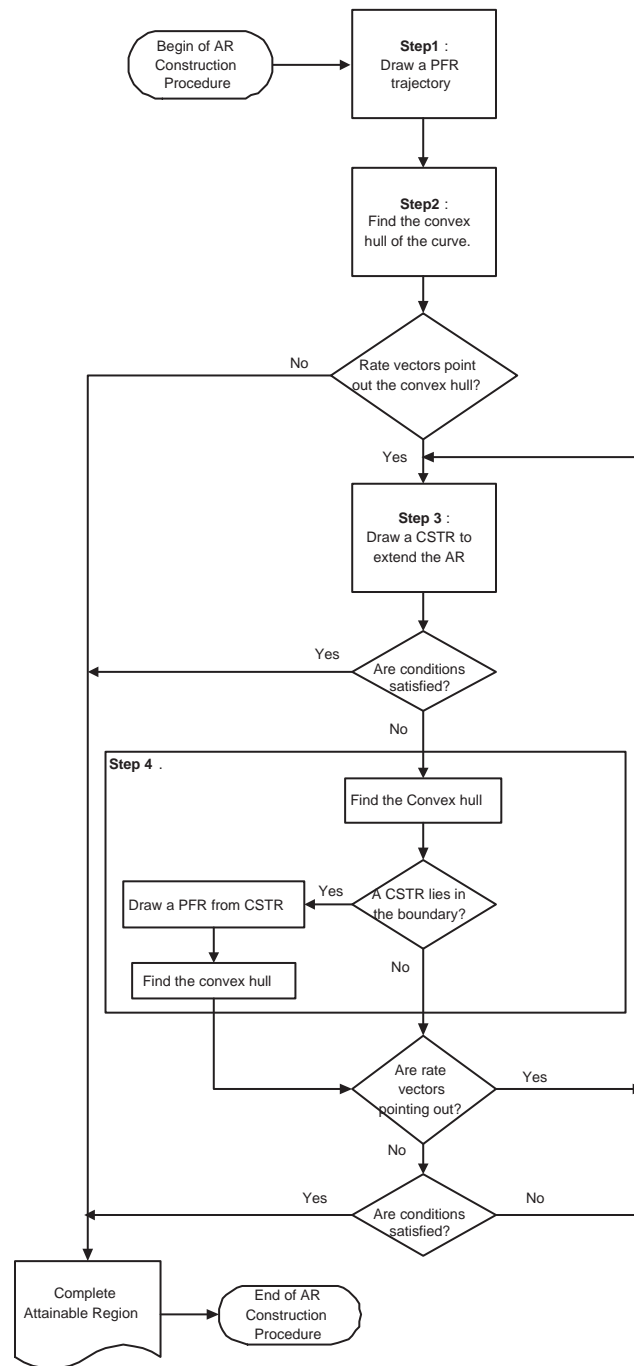 Begin of AR
Construction
Procedure
Step1 :
Draw a PFR
trajectory
Step2 :
Find the convex
hull of the curve.
No
Rate vectors point
out the convex hull?
Yes
Step 3 :
Draw a CSTR to
extend the AR
Yes
Are conditions
satisfied?
No
Step 4 .
Find the Convex hull
Yes
A CSTR lies in
the boundary?
Draw a PFR from CSTR
No
Find the convex hull
Are rate
vectors
pointing out?
Yes
No
Yes
Are conditions
satisfied?
No
Complete
Attainable Region
End of AR
Construction
Procedure